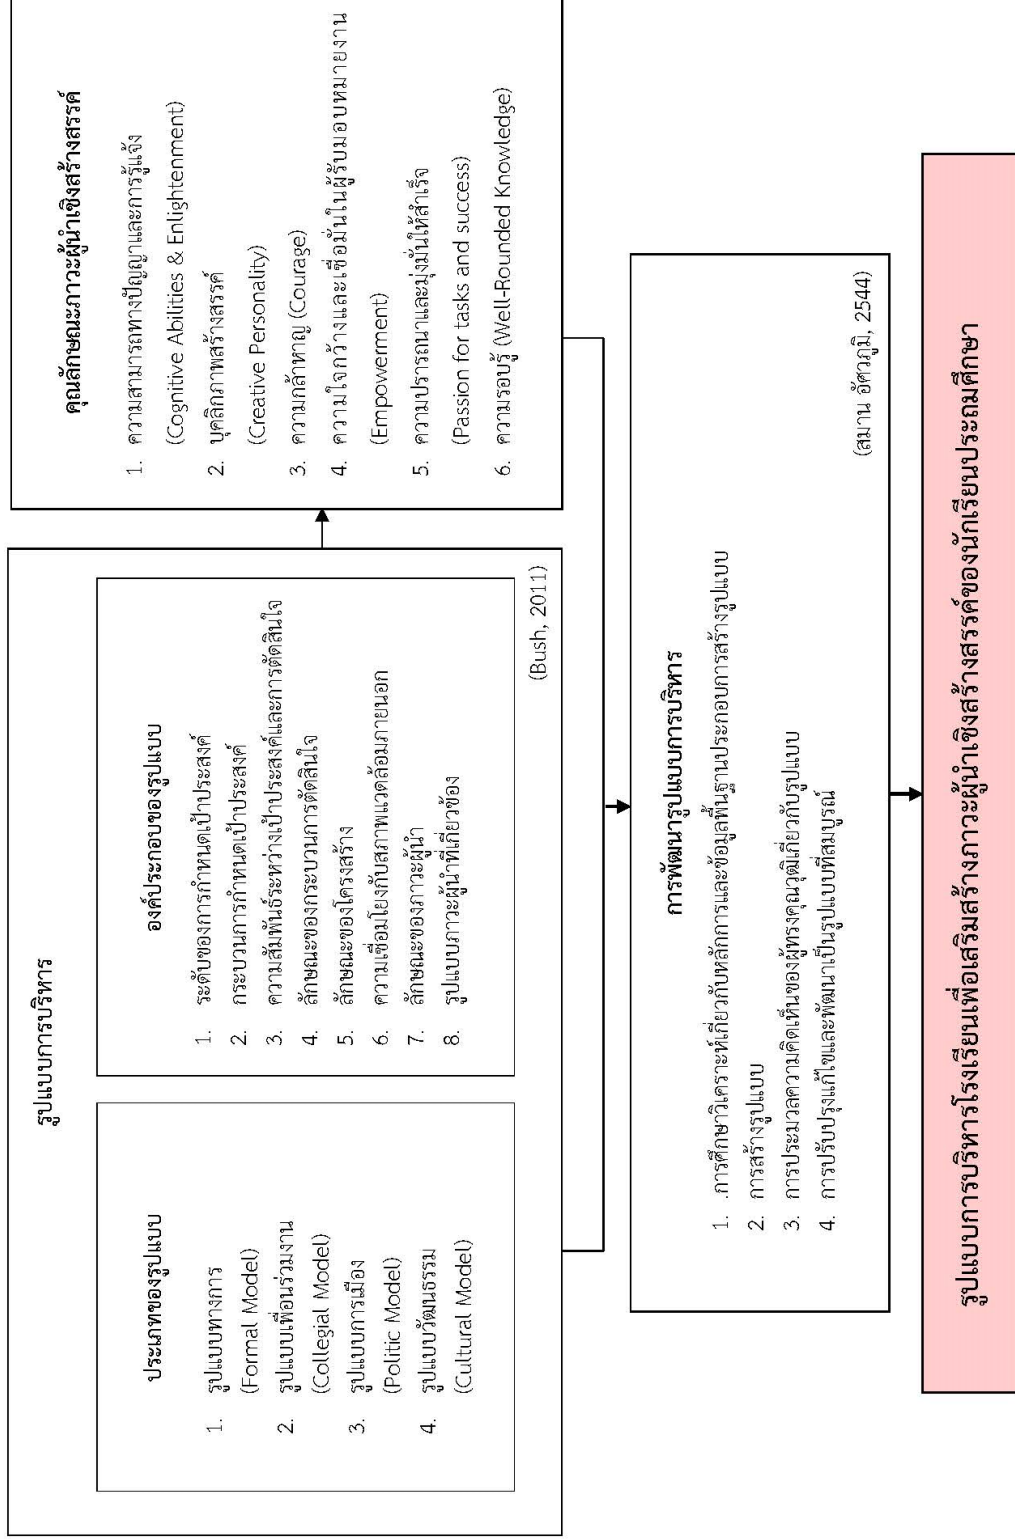 รูปแบบการบริหาร
ประเภทของรูปแบบ
1. รูปแบบทางการ
(Formal Model)
2. รูปแบบเพื่อนร่วมงาน
(Collegial Model)
3. รูปแบบการเมือง
(Politic Model)
4. รูปแบบวัฒนธรรม
(Cultural Model)
องค์ประกอบของรูปแบบ
1. ระดับของการกำหนดเป้าประสงค์
2. กระบวนการกำหนดเป้าประสงค์
3. ความสัมพันธ์ระหว่างเป้าประสงค์และการตัดสินใจ
4. ลักษณะของกระบวนการตัดสินใจ
5. ลักษณะของโครงสร้าง
6. ความเชื่อมโยงกับสภาพแวดล้อมภายนอก
7. ลักษณะของภาวะผู้นำ
8. รูปแบบภาวะผู้นำที่เกี่ยวข้อง
(Bush, 2011)
คุณลักษณะภาวะผู้นำเชิงสร้างสรรค์
1. ความสามารถทางปัญญาและการรู้แจ้ง
(Cognitive Abilities & Enlightenment)
2. บุคลิกภาพสร้างสรรค์
(Creative Personality)
3. ความกล้าหาญ (Courage)
4. ความใจกว้างและเชื่อมั่นในผู้รับมอบหมายงาน
(Empowerment)
5. ความปรารถนาและมุ่งมั่นให้สำเร็จ
(Passion for tasks and success)
6. ความรอบรู้ (Well-Rounded Knowledge)
การพัฒนารูปแบบการบริหาร
1. .การศึกษาวิเคราะห์เกี่ยวกับหลักการและข้อมูลพื้นฐานประกอบการสร้างรูปแบบ
2. การสร้างรูปแบบ
3. การประมวลความคิดเห็นของผู้ทรงคุณวุฒิเกี่ยวกับรูปแบบ
4. การปรับปรุงแก้ไขและพัฒนาเป็นรูปแบบที่สมบูรณ์
(สมาน อัศวภูมิ, 2544)
รูปแบบการบริหารโรงเรียนเพื่อเสริมสร้างภาวะผู้นำเชิงสร้างสรรค์ของนักเรียนประถมศึกษา